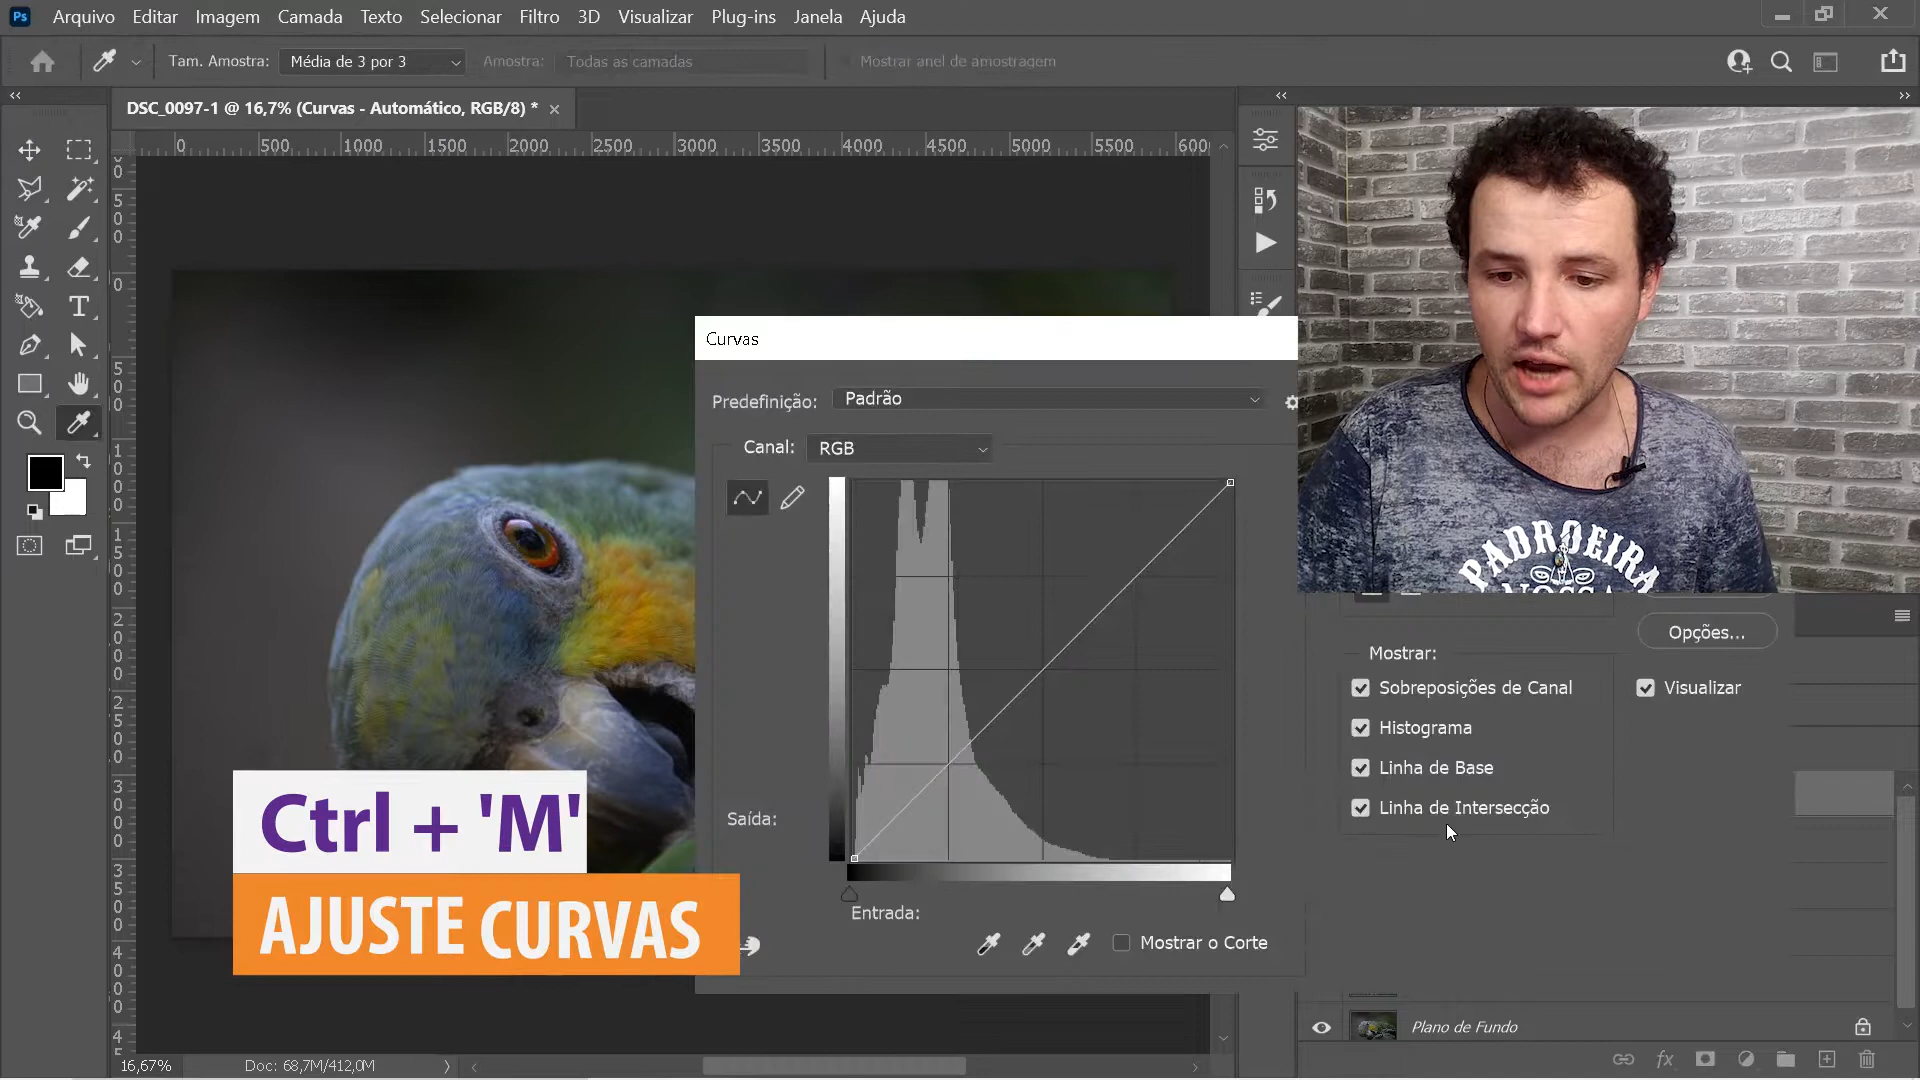 Ps Arquivo Editar Imagem Camada Texto Selecionar Filtro 3D Visualizar Plug-ins Janela Ajuda
Tam. Amostra: Média de 3 por 3 Amostra: Todas as camadas Mostrar anel de amostragem
DSC_0097-1 @ 16,7% (Curvas - Automático, RGB/8) *
0 500 1000 1500 2000 2500 3000 3500 4000 4500 5000 5500
Curvas
Predefinição: Padrão
Canal: RGB
PADROEIRA
Opções...
Mostrar:
Sobreposições de Canal
Visualizar
Histograma
Linha de Base
Linha de Intersecção
Saída:
Ctrl + 'M'
AJUSTE CURVAS
Entrada:
Mostrar o Corte
Plano de Fundo
fx
16,67% Doc: 68,7M/412,0M